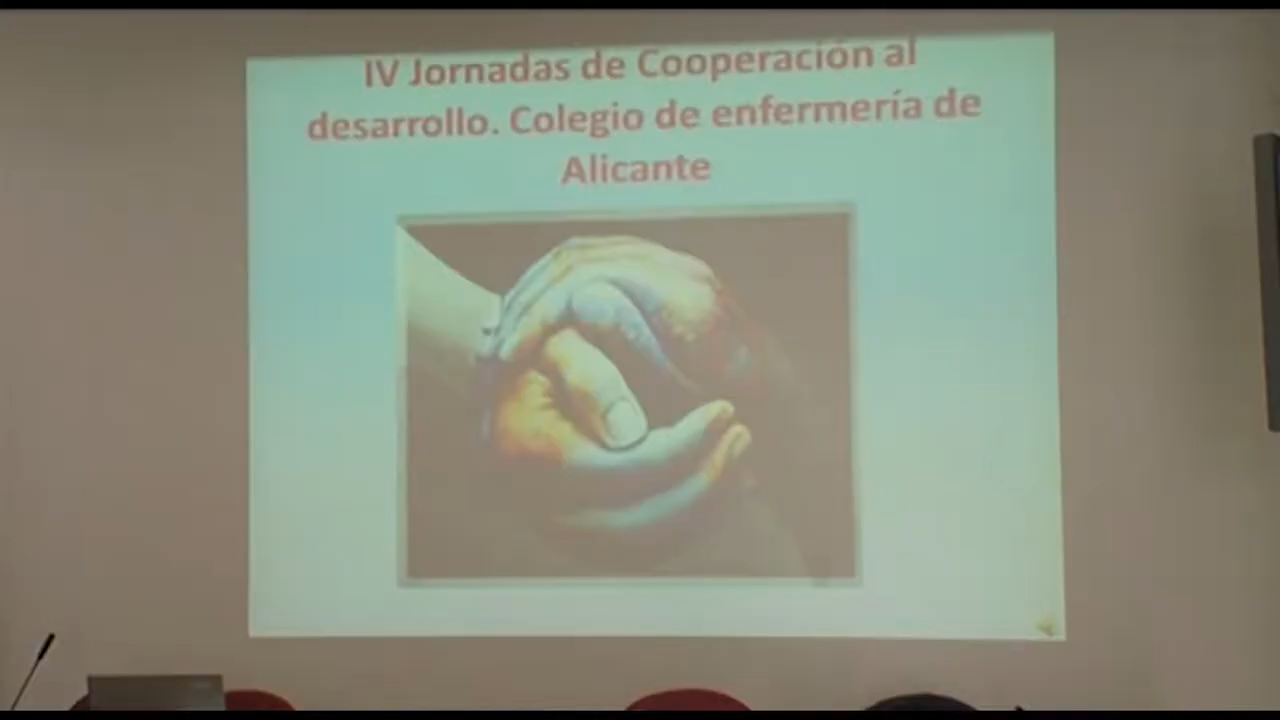 IV Jornadas de Cooperación al
desarrollo. Colegio de enfermería de
Alicante